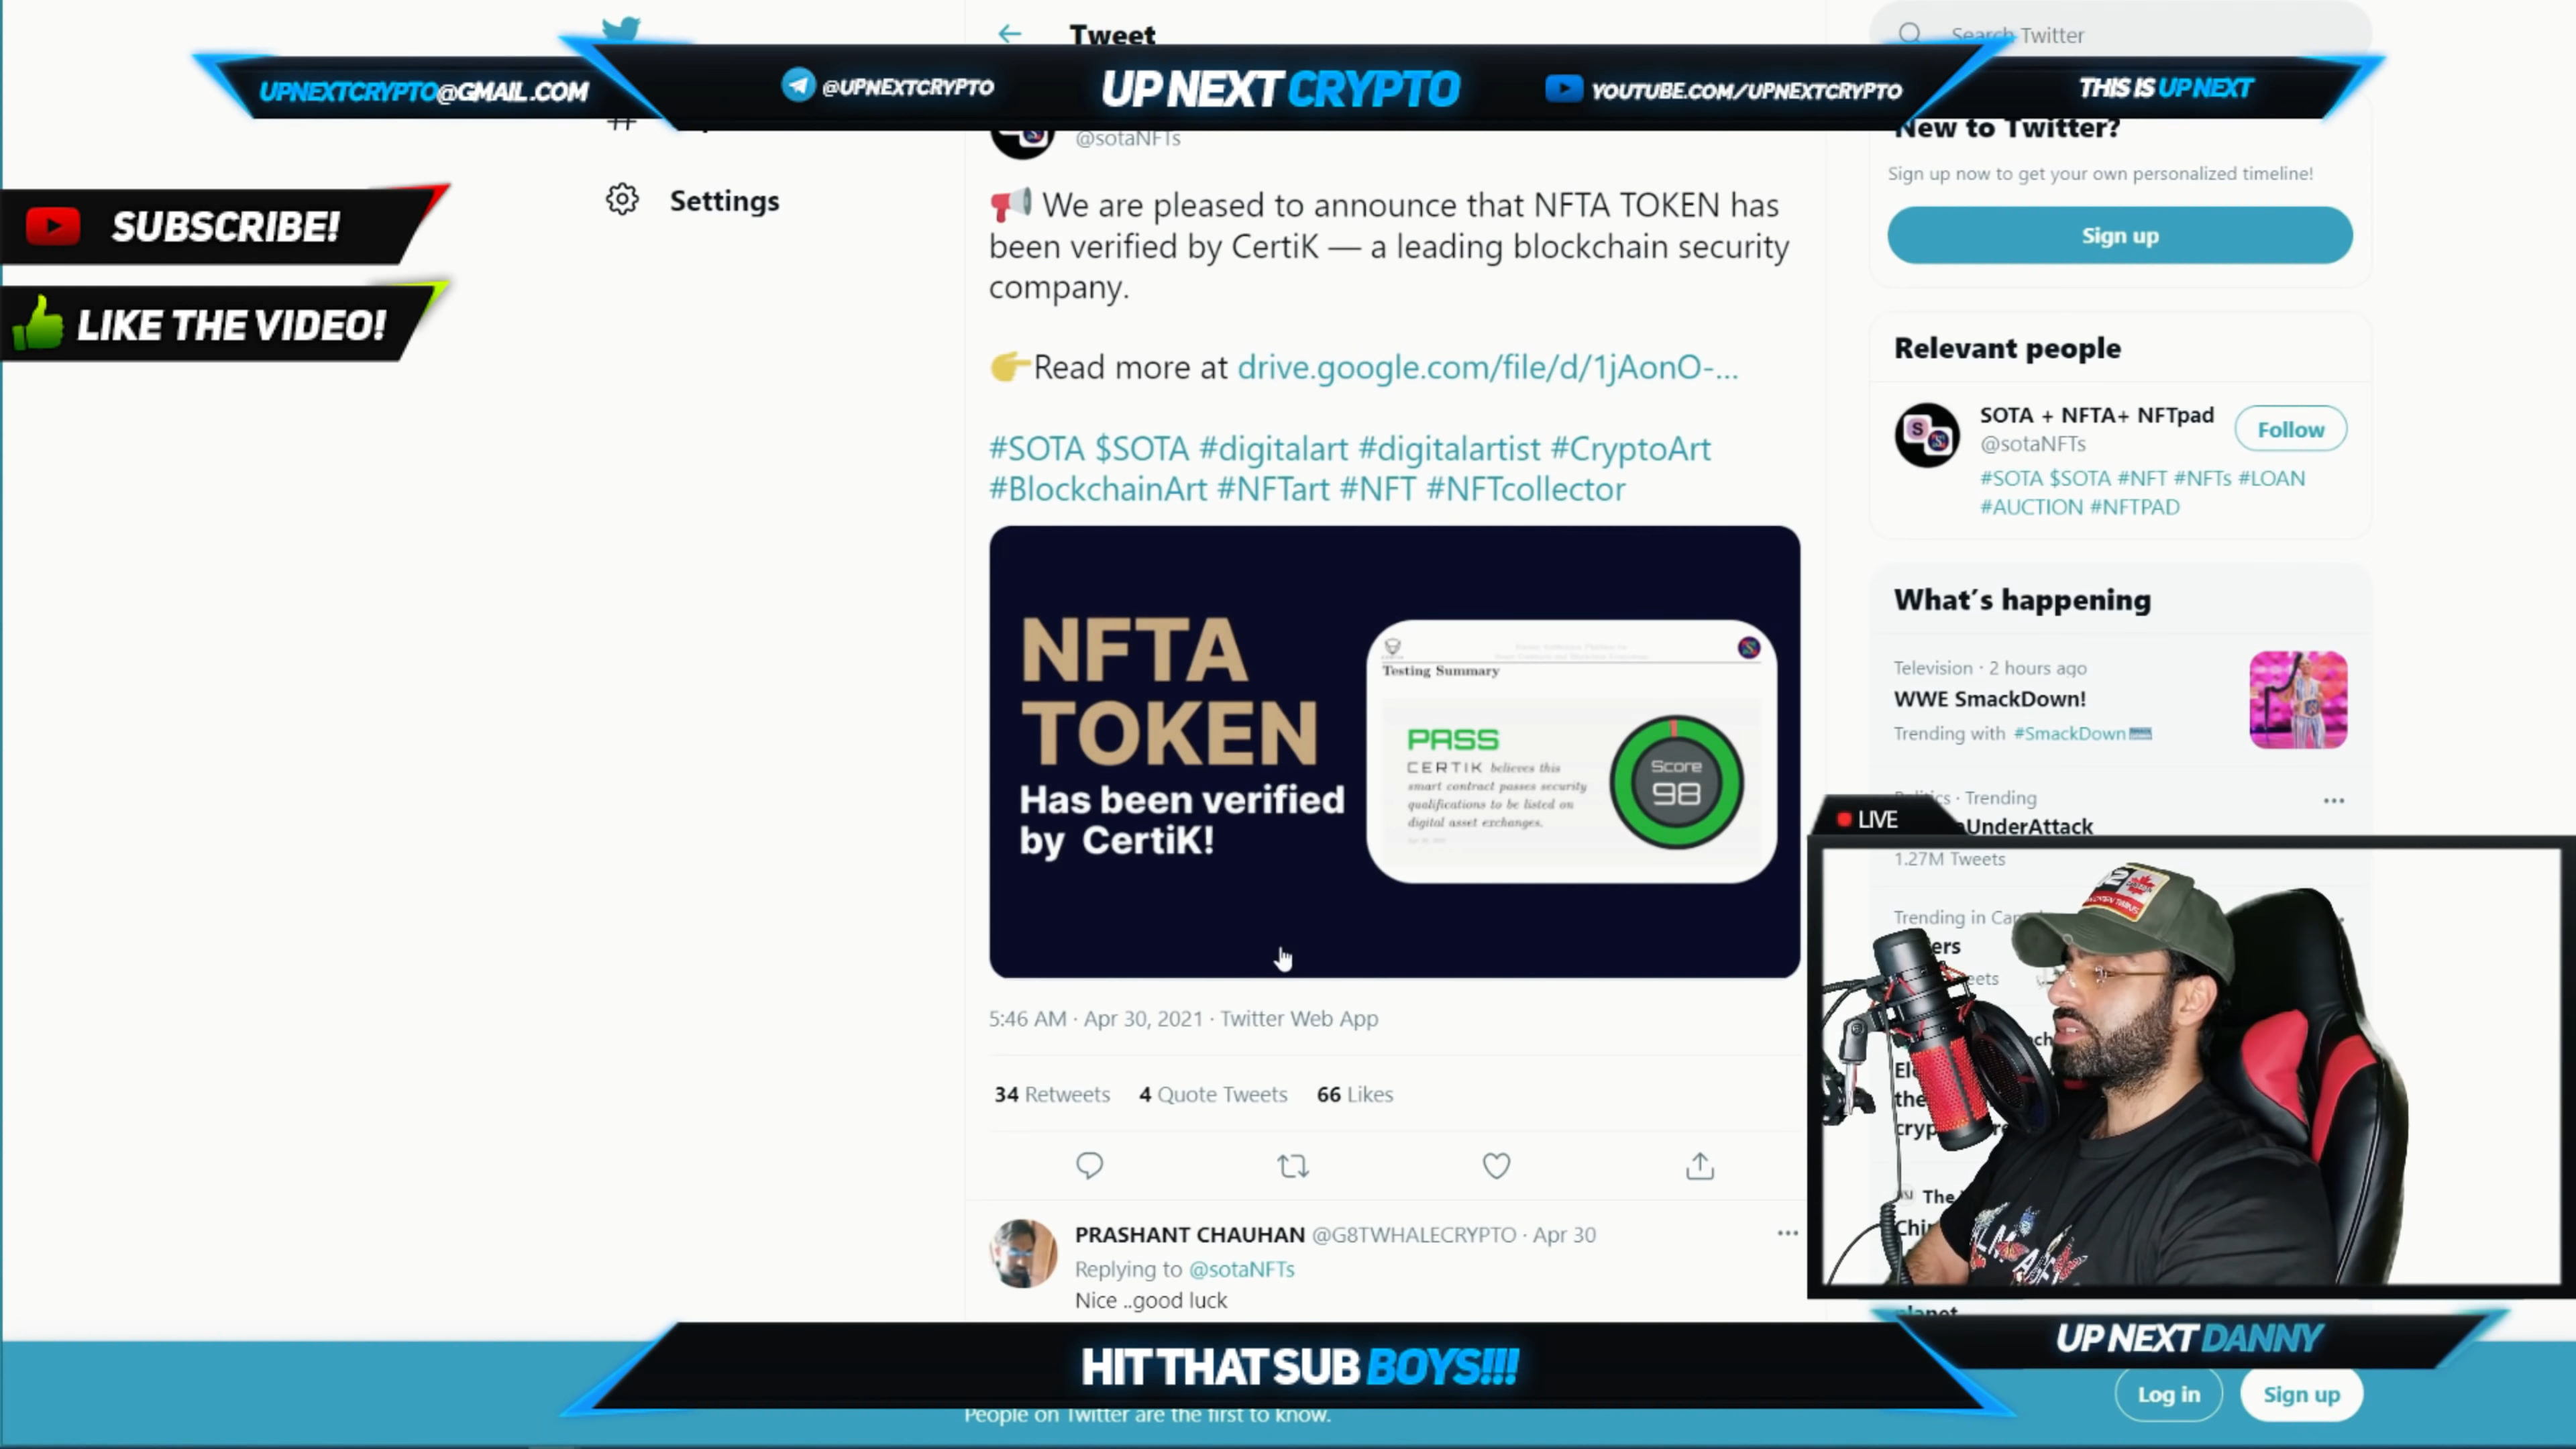 Tweet
Search Twitter
UPNEXTCRYPTO@GMAIL.COM
@UPNEXTCRYPTO
UP NEXT CRYPTO
YOUTUBE.COM/UPNEXTCRYPTO
THIS IS UP NEXT
@sotaNFTs
Settings
SUBSCRIBE!
LIKE THE VIDEO!
We are pleased to announce that NFTA TOKEN has
been verified by CertiK — a leading blockchain security
company.
Read more at drive.google.com/file/d/1jAonO-...
#SOTA $SOTA #digitalart #digitalartist #CryptoArt
#BlockchainArt #NFTart #NFT #NFTcollector
NFTA
TOKEN
Has been verified
by CertiK!
Testing Summary
PASS
CERTIK believes this
smart contract passes security
qualifications to be listed on
digital asset exchanges.
Score
98
5:46 AM · Apr 30, 2021 · Twitter Web App
34 Retweets 4 Quote Tweets 66 Likes
PRASHANT CHAUHAN @G8TWHALECRYPTO · Apr 30
Replying to @sotaNFTs
Nice ..good luck
New to Twitter?
Sign up now to get your own personalized timeline!
Sign up
Relevant people
SOTA + NFTA+ NFTpad
@sotaNFTs
Follow
#SOTA $SOTA #NFT #NFTs #LOAN
#AUCTION #NFTPAD
What's happening
Television · 2 hours ago
WWE SmackDown!
Trending with #SmackDown
· Trending
UnderAttack
1.27M Tweets
LIVE
Trending in
The
planet
UP NEXT DANNY
HIT THAT SUB BOYS!!!
Log in
Sign up
People on Twitter are the first to know.